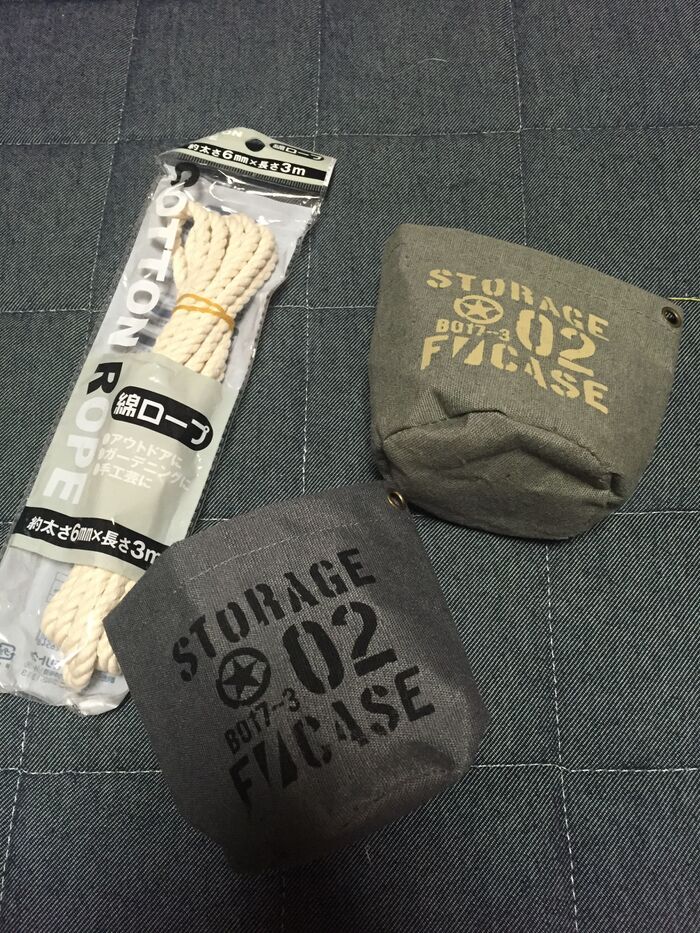 綿ロープ
約太さ6mm×長さ3m
COTTON ROPE
綿ロープ
アウトドアに
ガーデニングに
手工芸に
約太さ6mm×長さ3m
STORAGE
B017-3
02
CASE
STORAGE
B017-3
02
CASE